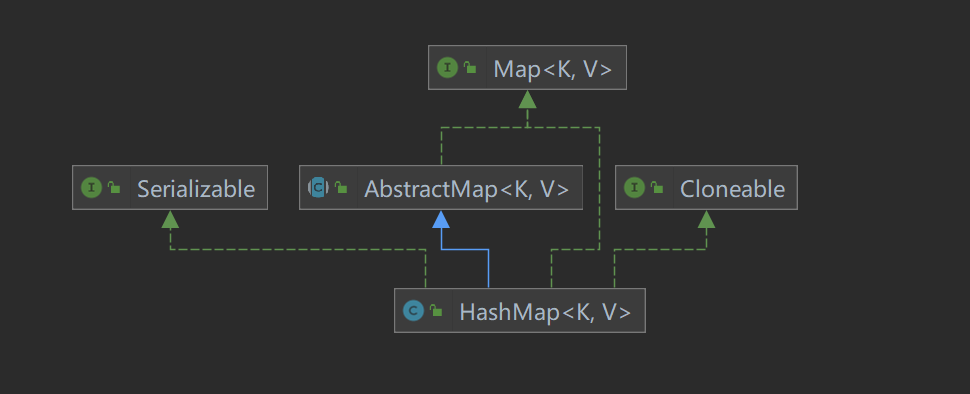 I Map<K, V>
I Serializable
C AbstractMap<K, V>
I Cloneable
C HashMap<K, V>